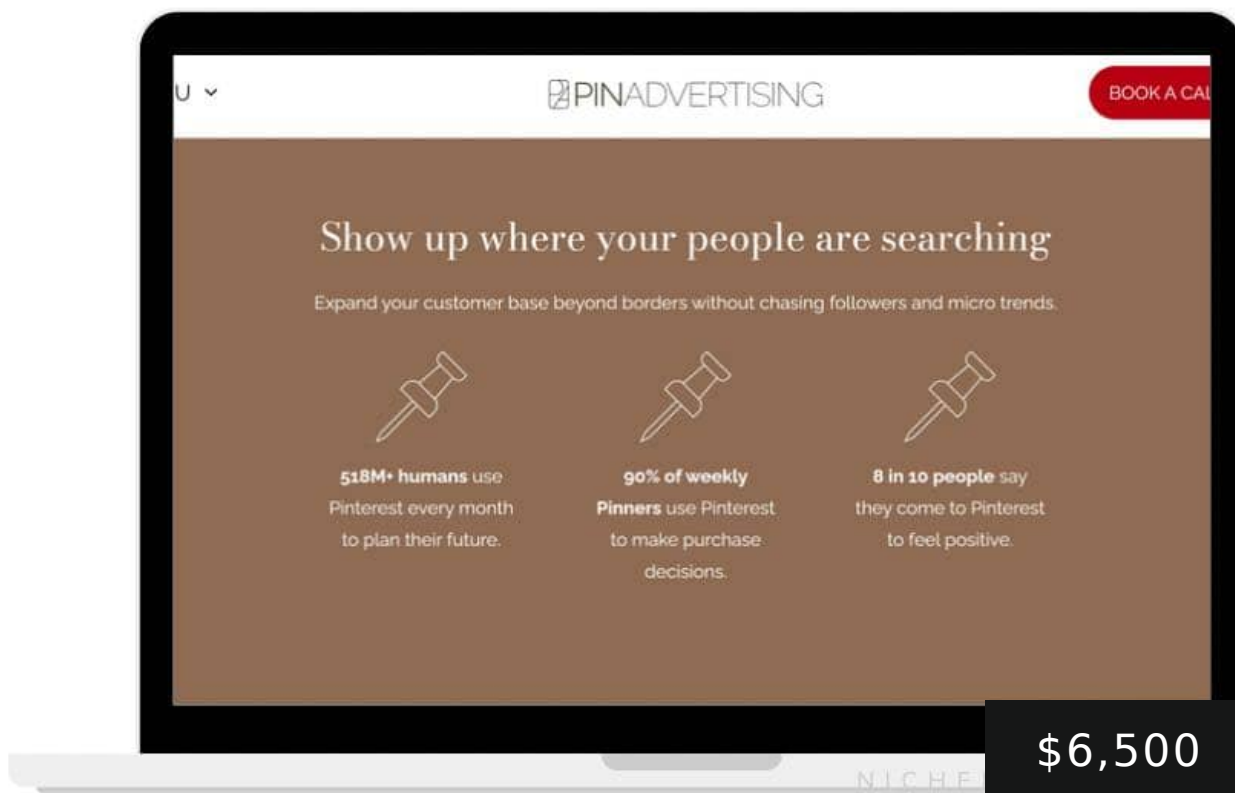 U
PINADVERTISING
BOOK A CAL
Show up where your people are searching
Expand your customer base beyond borders without chasing followers and micro trends.
518M+ humans use
Pinterest every month
to plan their future.
90% of weekly
Pinners use Pinterest
to make purchase
decisions.
8 in 10 people say
they come to Pinterest
to feel positive.
NICHE
$6,500